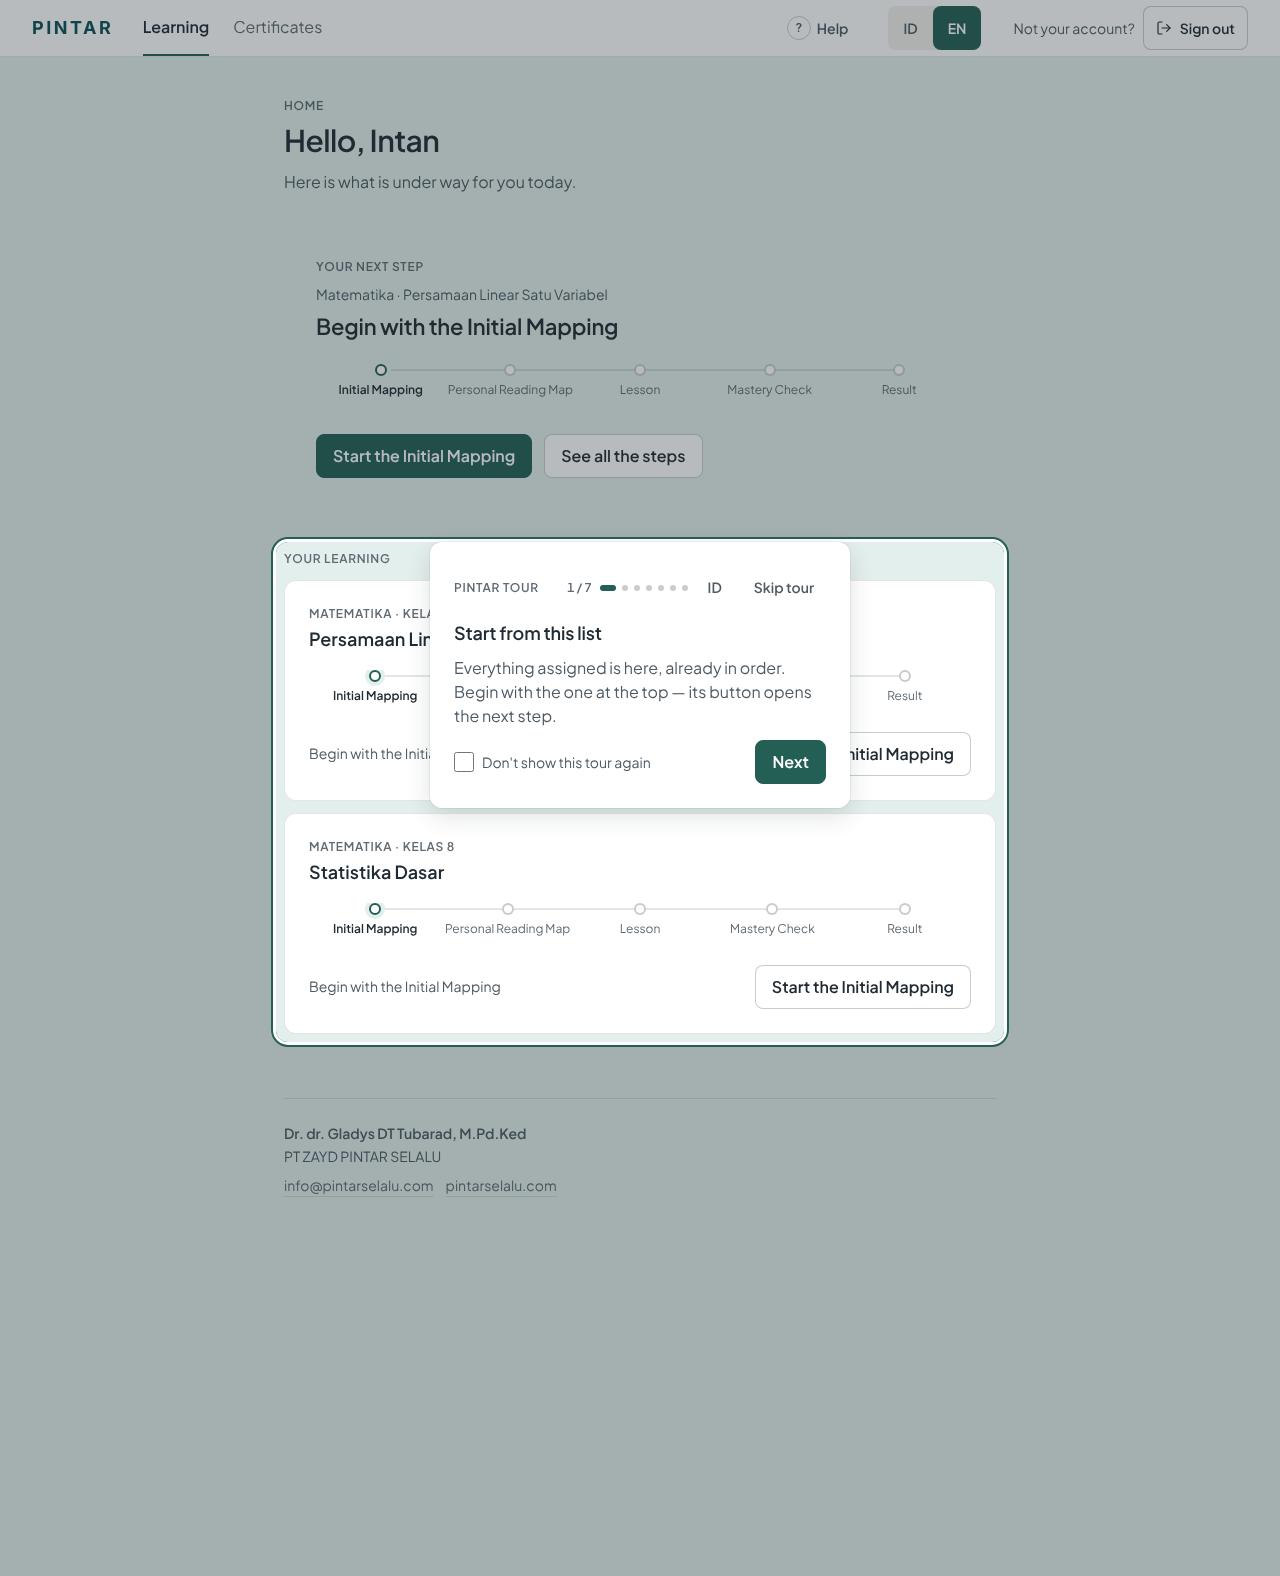 PINTAR
Learning
Certificates
? Help
ID
EN
Not your account?
Sign out
HOME
Hello, Intan
Here is what is under way for you today.
YOUR NEXT STEP
Matematika · Persamaan Linear Satu Variabel
Begin with the Initial Mapping
Initial Mapping
Personal Reading Map
Lesson
Mastery Check
Result
Start the Initial Mapping
See all the steps
YOUR LEARNING
MATEMATIKA ·
Persamaan
Initial Mapping
Result
Begin with the
Mapping
PINTAR TOUR
1/7
ID
Skip tour
Start from this list
Everything assigned is here, already in order.
Begin with the one at the top — its button opens
the next step.
Don't show this tour again
Next
MATEMATIKA · KELAS 8
Statistika Dasar
Initial Mapping
Personal Reading Map
Lesson
Mastery Check
Result
Begin with the Initial Mapping
Start the Initial Mapping
Dr. dr. Gladys DT Tubarad, M.Pd.Ked
PT ZAYD PINTAR SELALU
info@pintarselalu.com
pintarselalu.com